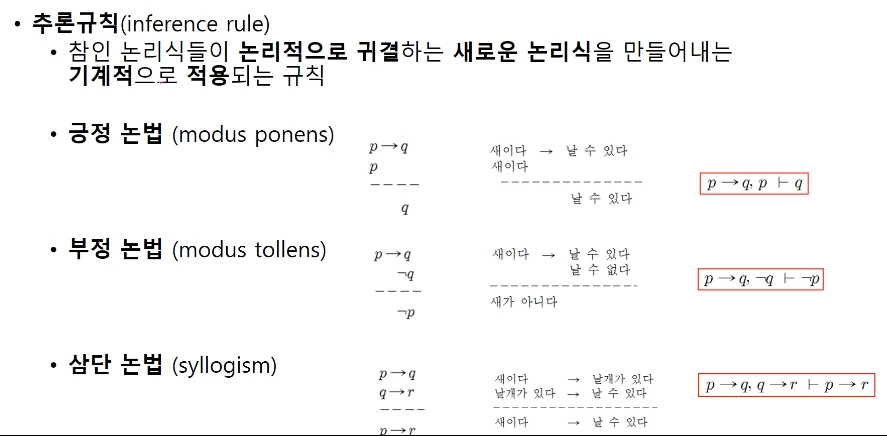 • 추론규칙(inference rule)
• 참인 논리식들이 논리적으로 귀결하는 새로운 논리식을 만들어내는
기계적으로 적용되는 규칙
• 긍정 논법 (modus ponens)
p→q
p
----
q
새이다 → 날 수 있다
새이다
--------------
날 수 있다
p→q, p ⊢ q
• 부정 논법 (modus tollens)
p→q
¬q
----
¬p
새이다 → 날 수 있다
날 수 없다
--------------
새가 아니다
p→q, ¬q ⊢ ¬p
• 삼단 논법 (syllogism)
p→q
q→r
----
p→r
새이다 → 날개가 있다
날개가 있다 → 날 수 있다
--------------
새이다 → 날 수 있다
p→q, q→r ⊢ p→r